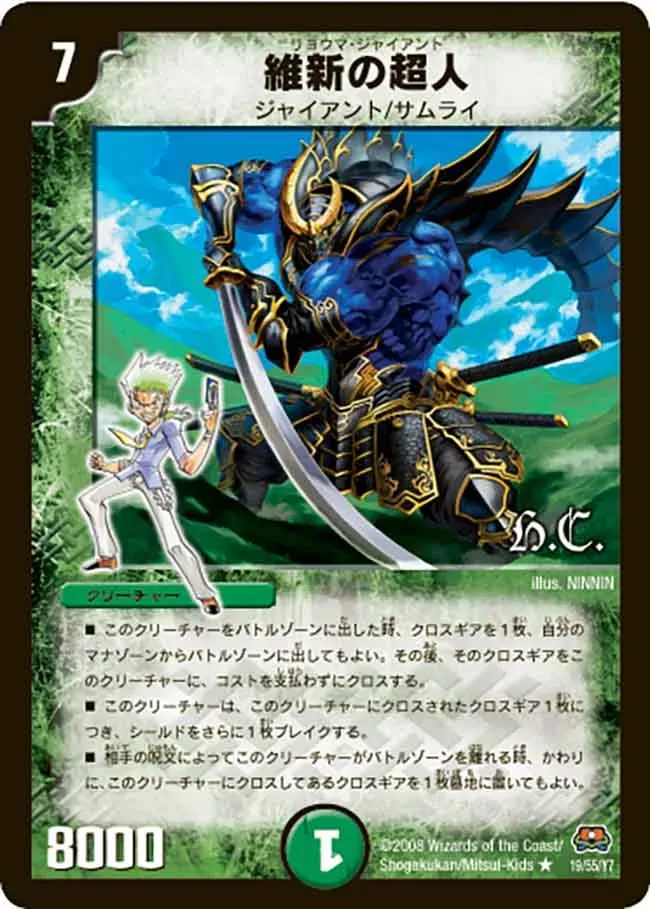 7
リョウマ・ジャイアント
維新の超人
ジャイアント/サムライ
H.C.
illus. NINNIN
クリーチャー
■ このクリーチャーをバトルゾーンに出した時、クロスギアを1枚、自分の
マナゾーンからバトルゾーンに出してもよい。その後、そのクロスギアをこ
のクリーチャーに、コストを支払わずにクロスする。
■ このクリーチャーは、このクリーチャーにクロスされたクロスギア1枚に
つき、シールドをさらに1枚ブレイクする。
■ 相手の呪文によってこのクリーチャーがバトルゾーンを離れる時、かわり
に、このクリーチャーにクロスしてあるクロスギアを1枚墓地に置いてもよい。
8000
1
©2008 Wizards of the Coast/
Shogakukan/Mitsui-Kids ★
19/55/Y7